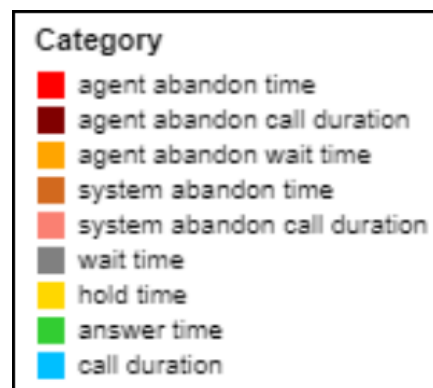 Category
agent abandon time
agent abandon call duration
agent abandon wait time
system abandon time
system abandon call duration
wait time
hold time
answer time
call duration